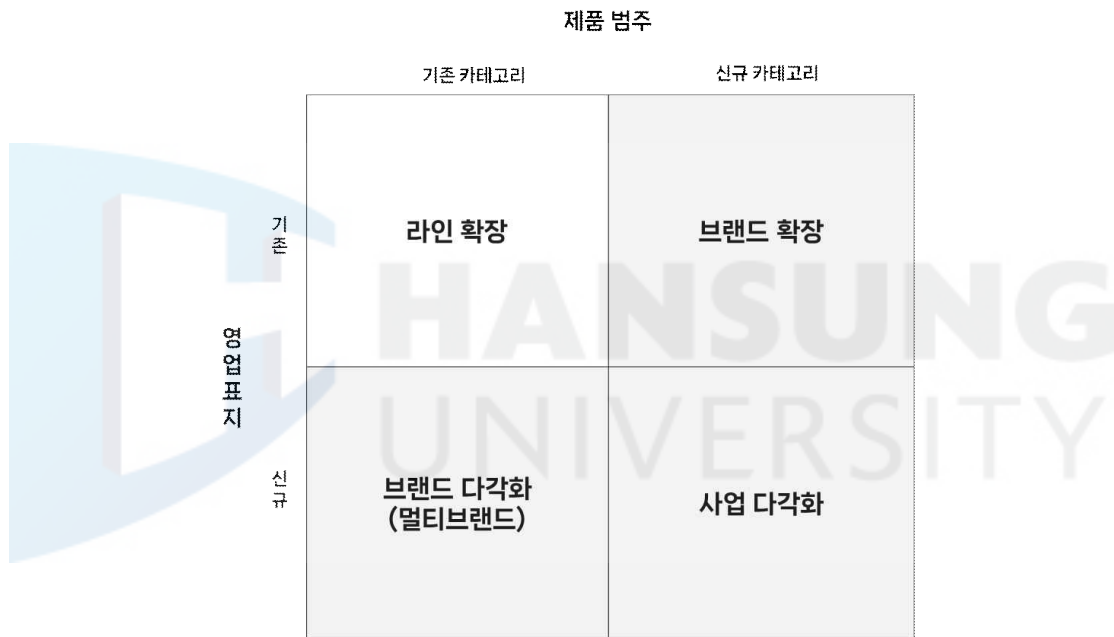 제품 범주
기존 카테고리
신규 카테고리
기존
라인 확장
브랜드 확장
HANSUNG
영업표지
UNIVERSITY
신규
브랜드 다각화
(멀티브랜드)
사업 다각화